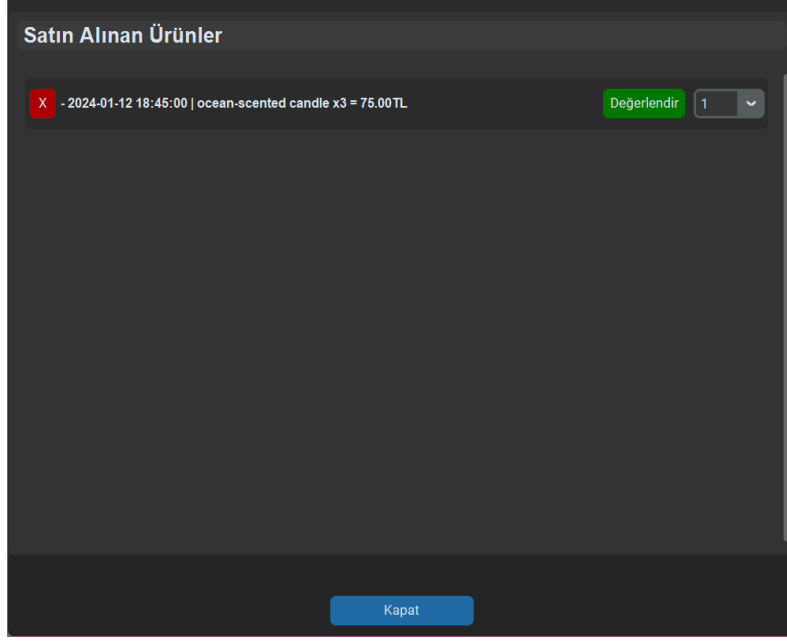 Satın Alınan Ürünler
X - 2024-01-12 18:45:00 | ocean-scented candle x3 = 75.00TL Değerlendir 1
Kapat